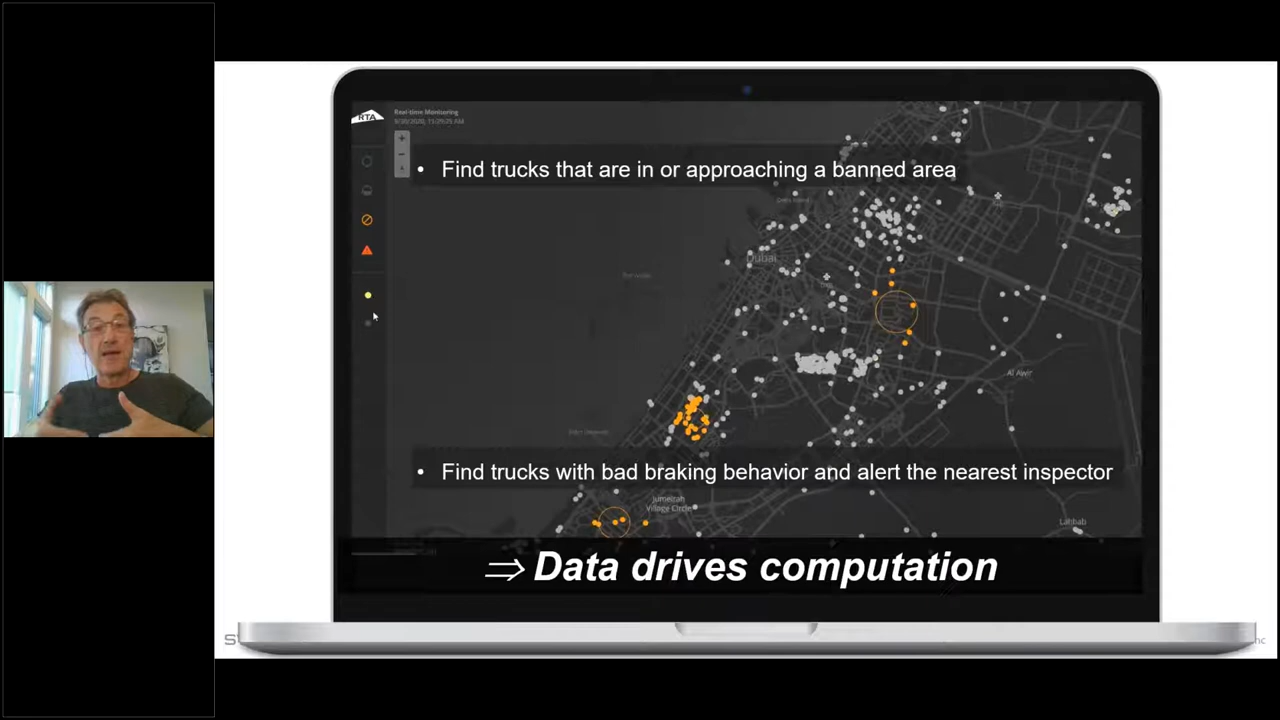 RTA
Real-time Monitoring
• Find trucks that are in or approaching a banned area
Dubai
Al Awir
• Find trucks with bad braking behavior and alert the nearest inspector
Jumeirah
Village Circle
Lahbab
⇒ Data drives computation